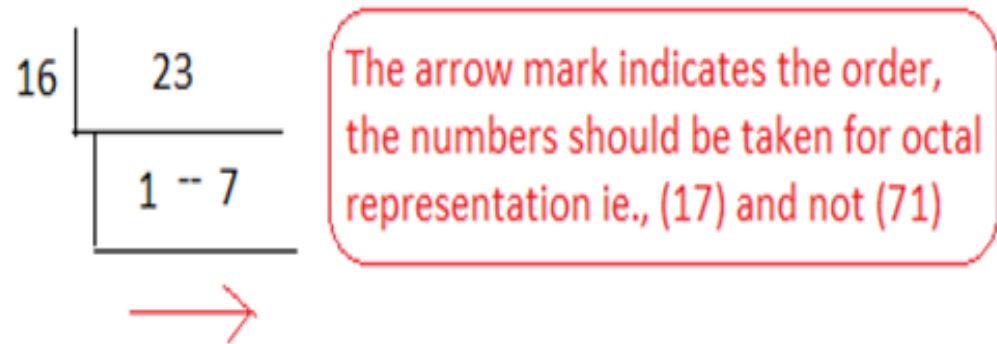 16 23
1 -- 7
The arrow mark indicates the order,
the numbers should be taken for octal
representation ie., (17) and not (71)